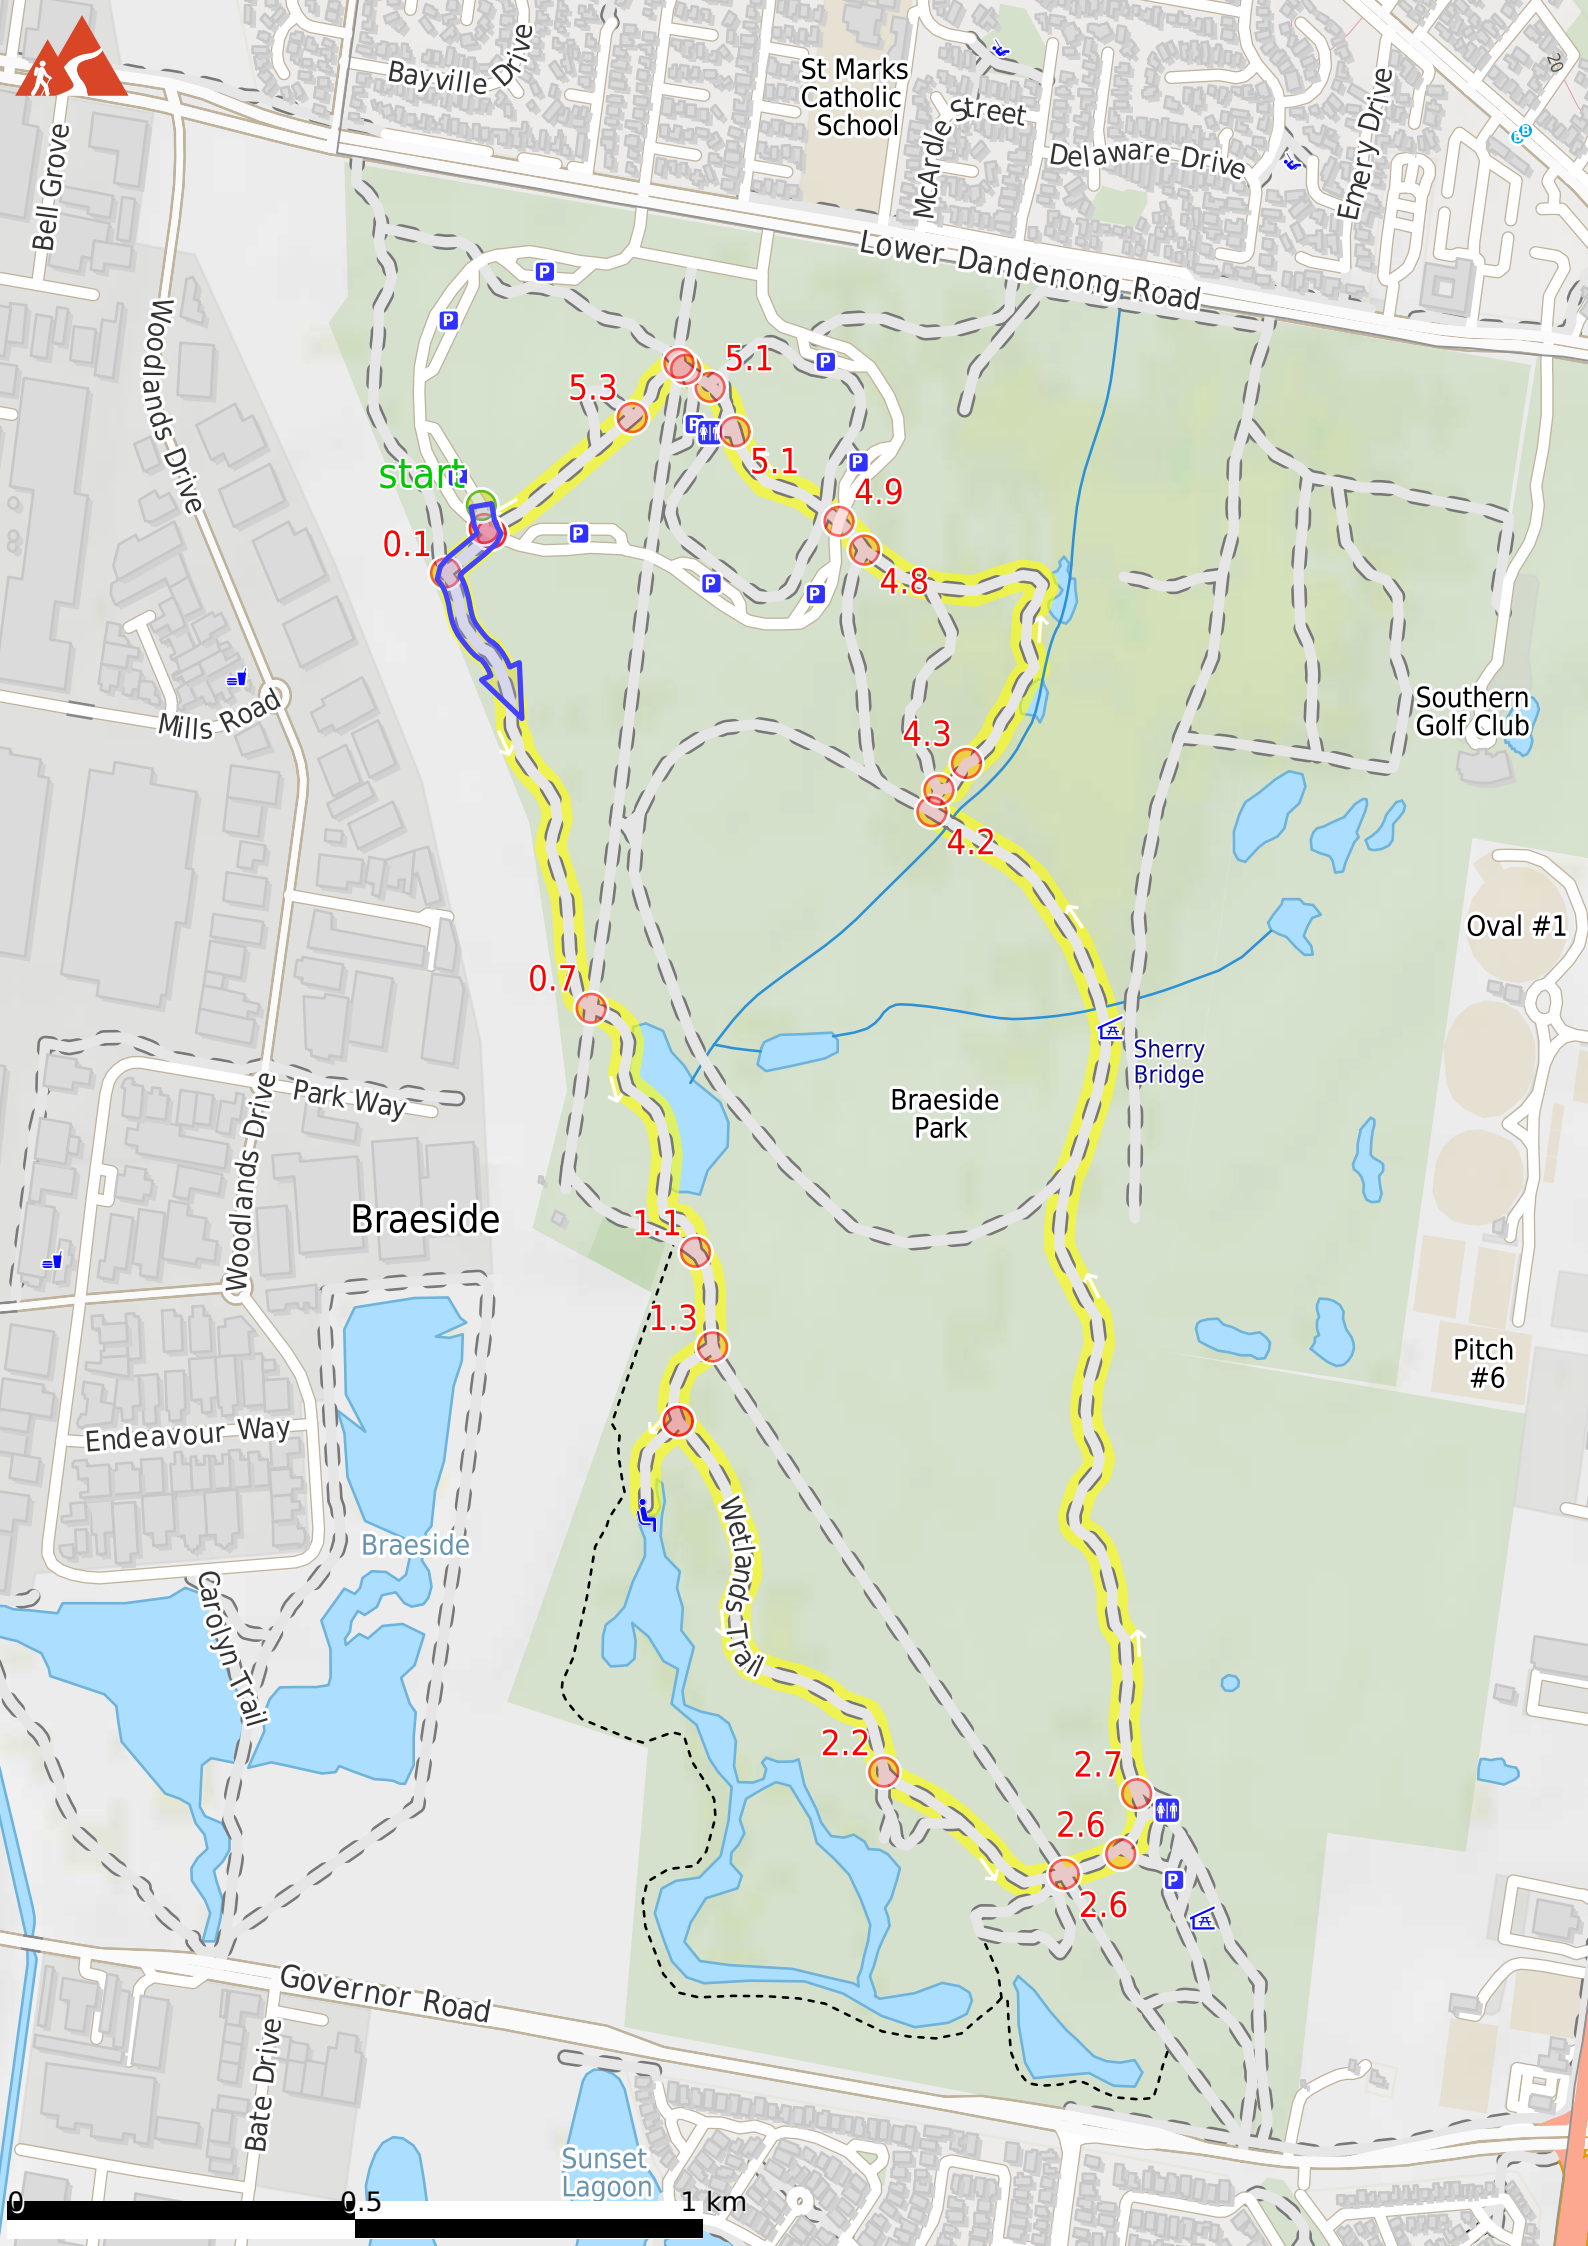 Bayville Drive
St Marks
Catholic
School
McArdle Street
Delaware Drive
Emery Drive
20
Bell Grove
Lower Dandenong Road
Woodlands Drive
P
P
P
5.1
5.3
P
5.1
P
start
4.9
0.1
P
4.8
P
P
Mills Road
Southern
Golf Club
4.3
4.2
Oval #1
0.7
Sherry
Bridge
Park Way
Braeside
Park
Woodlands Drive
Braeside
1.1
1.3
Pitch
#6
Endeavour Way
Wetlands Trail
Braeside
Carolyn Trail
2.2
2.7
2.6
P
2.6
Governor Road
Bate Drive
Sunset
Lagoon
0
0.5
1 km